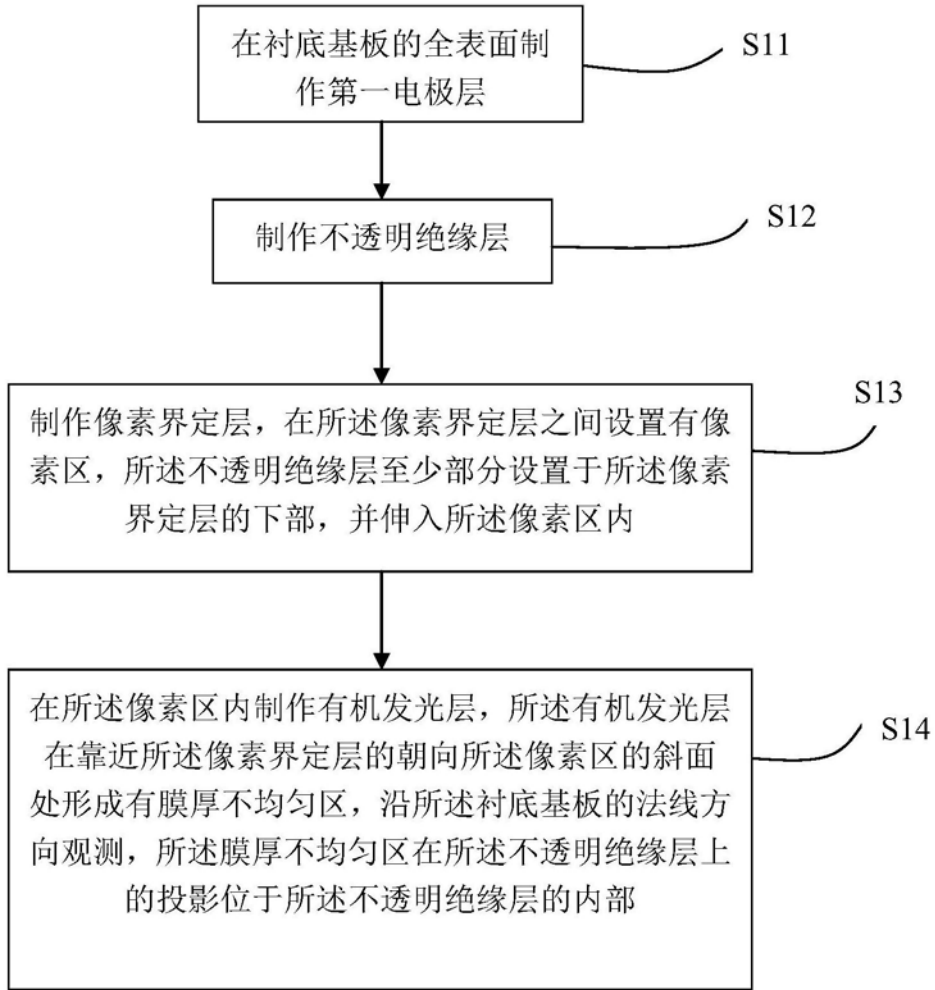 在衬底基板的全表面制
作第一电极层
S11
制作不透明绝缘层
S12
制作像素界定层，在所述像素界定层之间设置有像
素区，所述不透明绝缘层至少部分设置于所述像素
界定层的下部，并伸入所述像素区内
S13
在所述像素区内制作有机发光层，所述有机发光层
在靠近所述像素界定层的朝向所述像素区的斜面
处形成有膜厚不均匀区，沿所述衬底基板的法线方
向观测，所述膜厚不均匀区在所述不透明绝缘层上
的投影位于所述不透明绝缘层的内部
S14